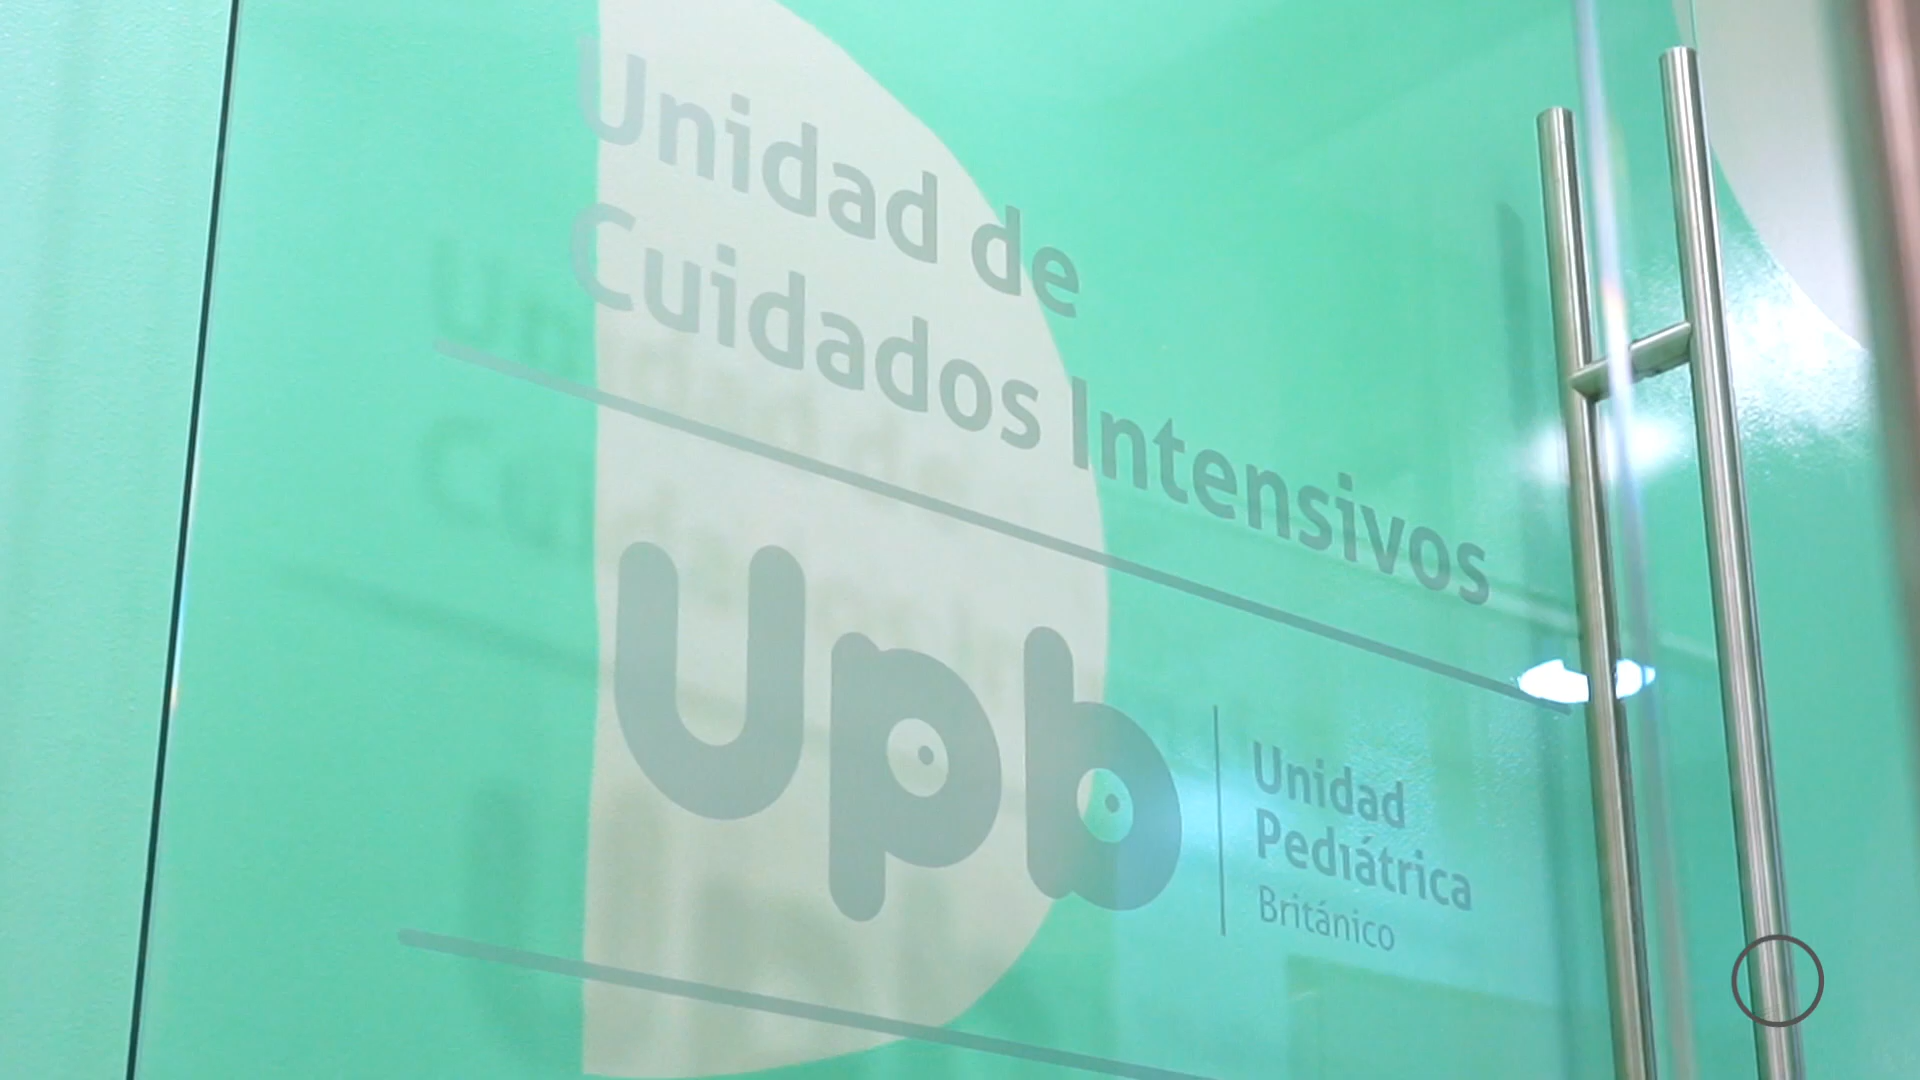 Unidad de
Cuidados Intensivos
Upb
Unidad
Pediátrica
Británico